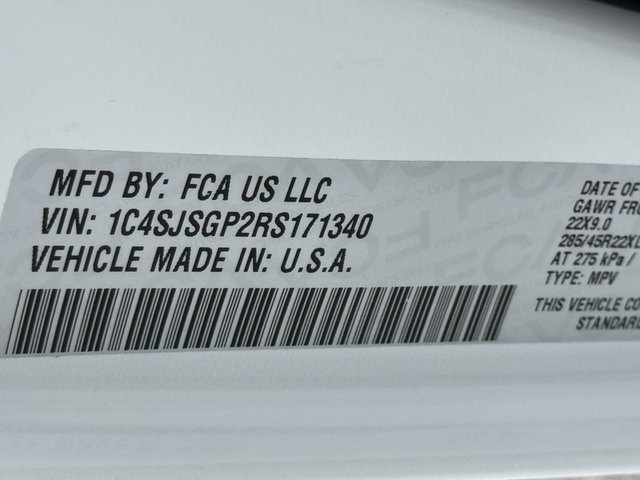 MFD BY: FCA US LLC
VIN: 1C4SJSGP2RS171340
VEHICLE MADE IN: U.S.A.
DATE OF
GAWR FR
22X9.0
285/45R22XL
AT 275 kPa /
TYPE: MPV
THIS VEHICLE CO
STANDARD